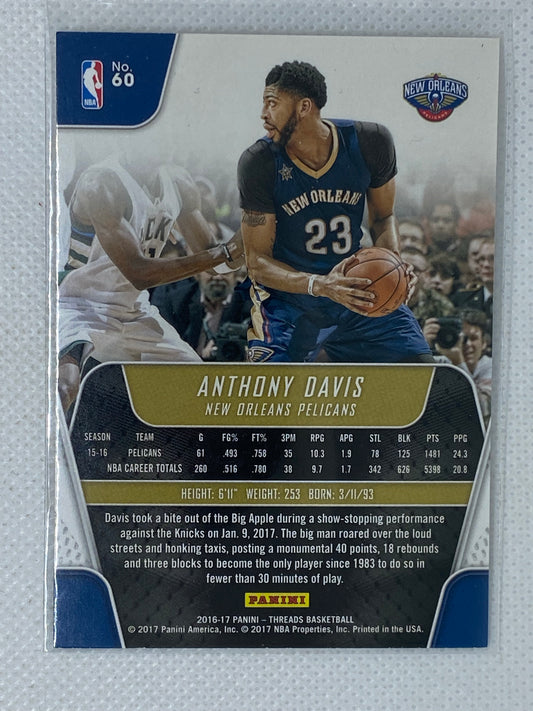 No.
60
NBA
NEW ORLEANS
PELICANS
NEW ORLEANS
23
CK
ANTHONY DAVIS
NEW ORLEANS PELICANS
SEASON TEAM G FG% FT% 3PM RPG APG STL BLK PTS PPG
15-16 PELICANS 61 .493 .758 35 10.3 1.9 78 125 1481 24.3
NBA CAREER TOTALS 260 .516 .780 38 9.7 1.7 342 626 5398 20.8
HEIGHT: 6'11" WEIGHT: 253 BORN: 3/11/93
Davis took a bite out of the Big Apple during a show-stopping performance
against the Knicks on Jan. 9, 2017. The big man roared over the loud
streets and honking taxis, posting a monumental 40 points, 18 rebounds
and three blocks to become the only player since 1983 to do so in
fewer than 30 minutes of play.
PANINI
2016-17 PANINI – THREADS BASKETBALL
© 2017 Panini America, Inc. © 2017 NBA Properties, Inc. Printed in the USA.